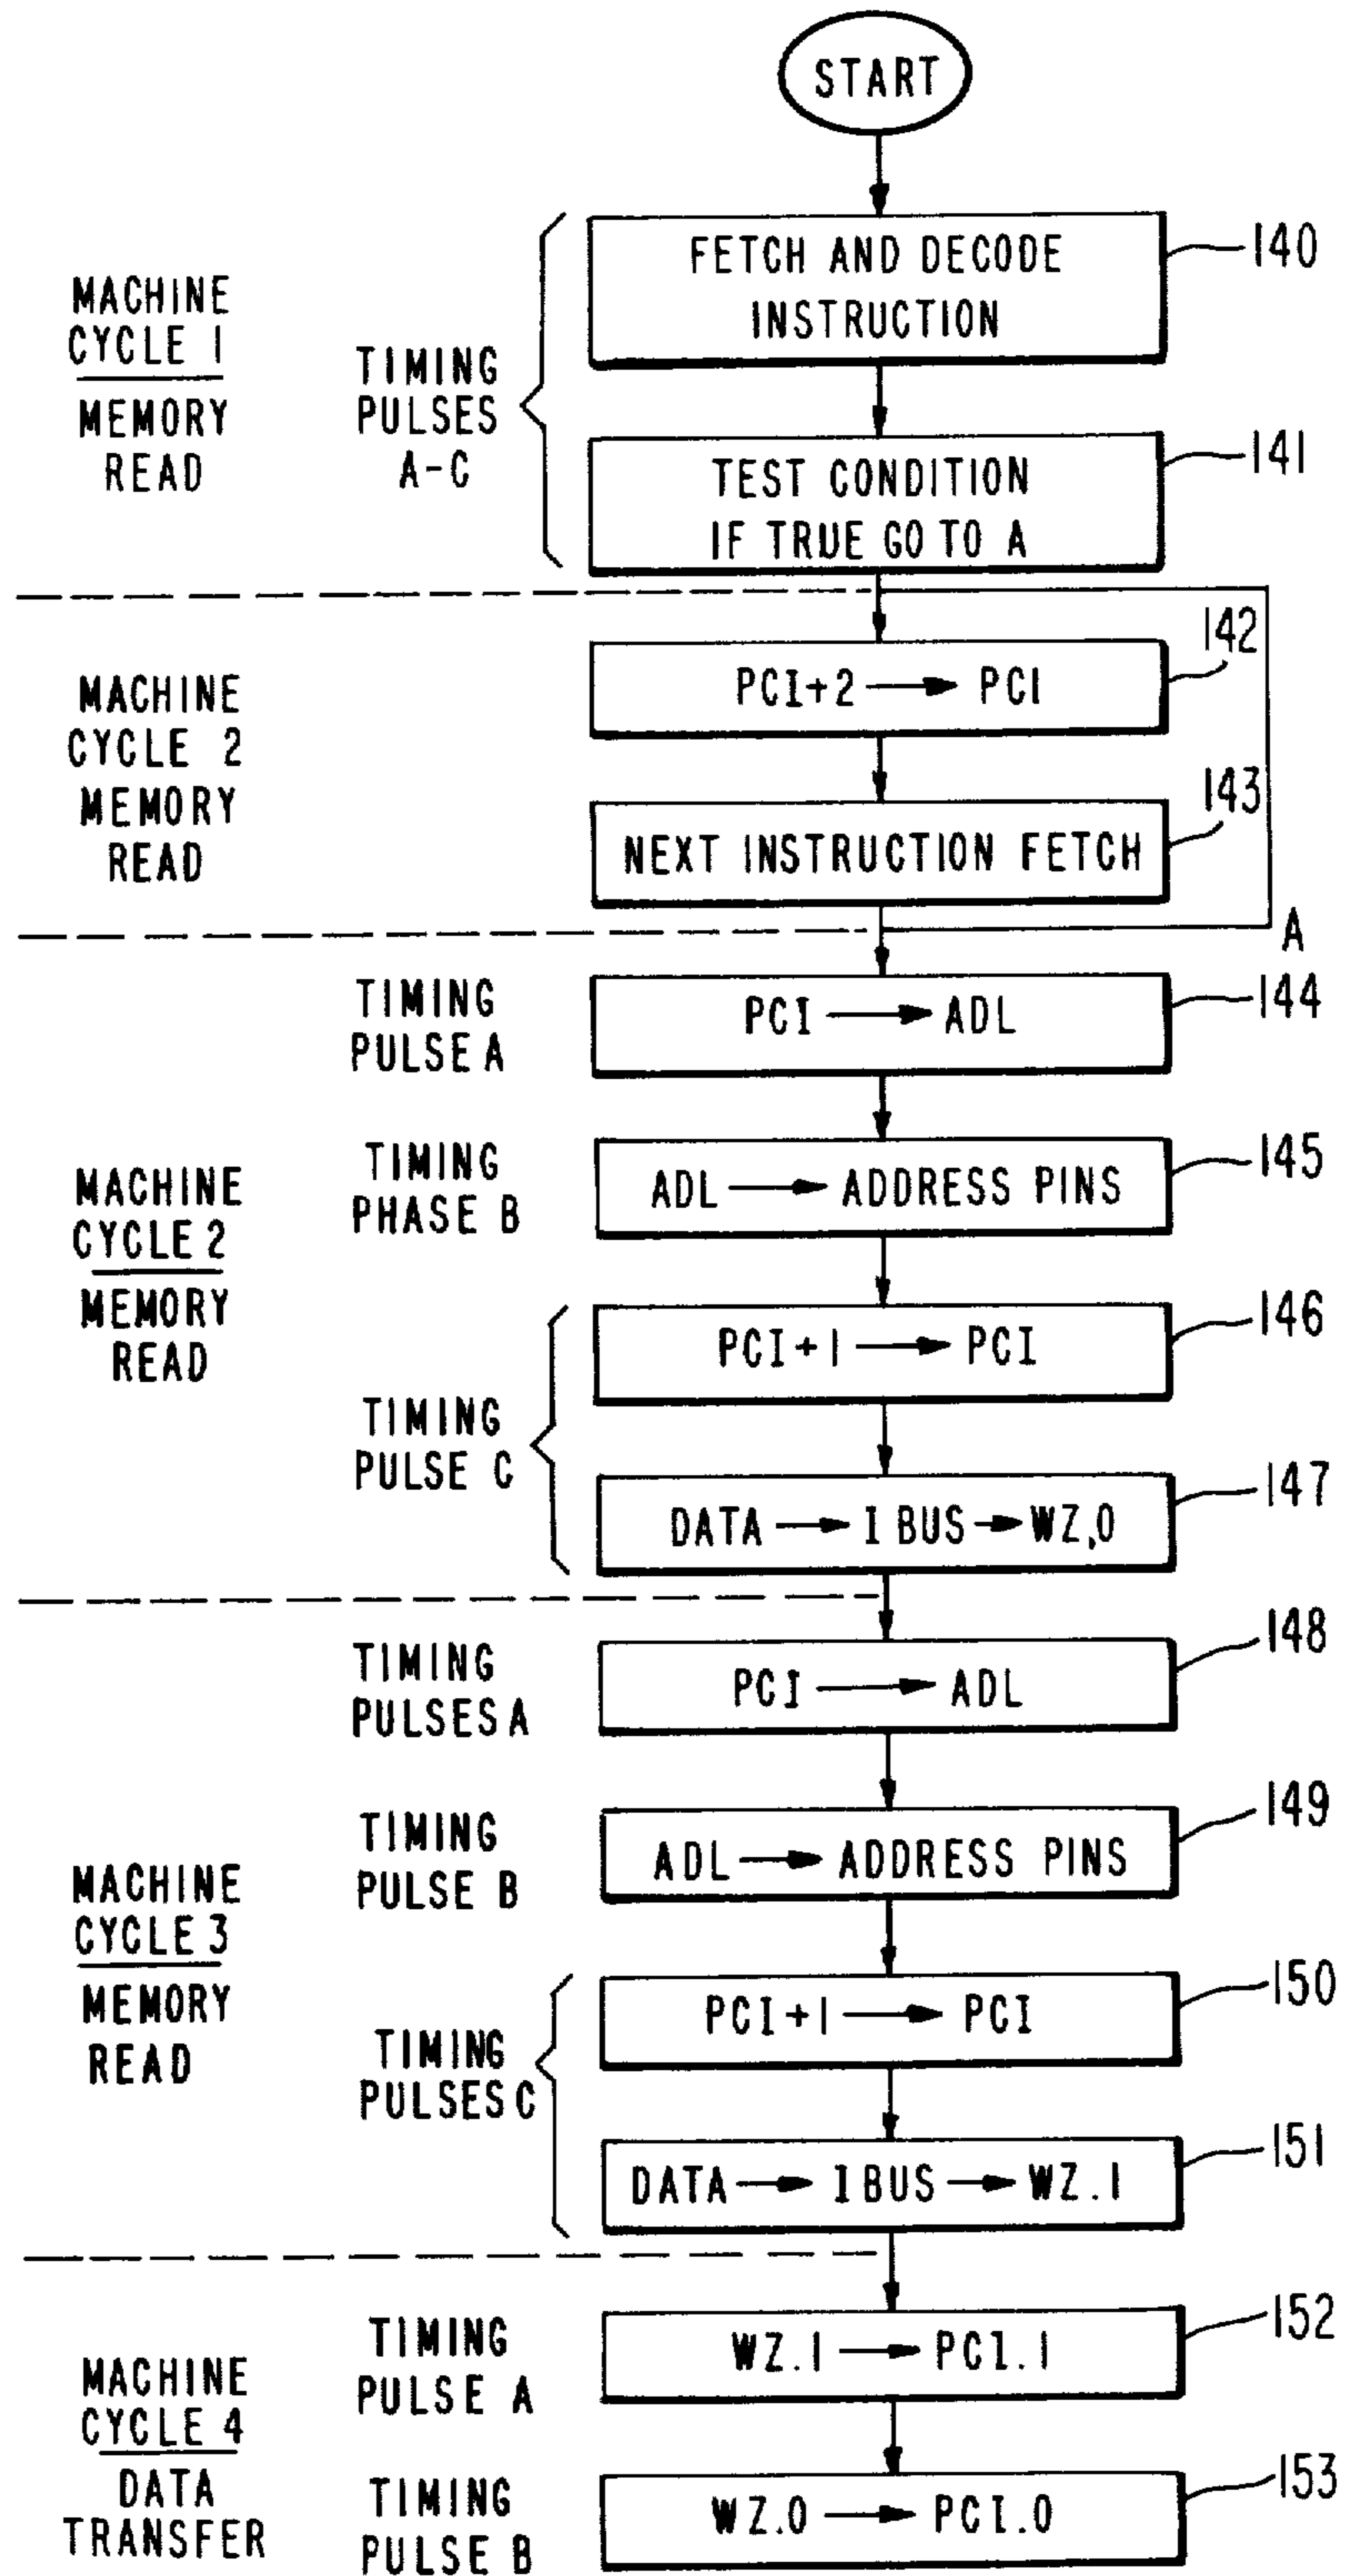 START
MACHINE
CYCLE 1
MEMORY
READ
TIMING
PULSES
A-C
FETCH AND DECODE
INSTRUCTION
140
TEST CONDITION
IF TRUE GO TO A
141
MACHINE
CYCLE 2
MEMORY
READ
PCI+2 → PCI
142
NEXT INSTRUCTION FETCH
143
A
MACHINE
CYCLE 2
MEMORY
READ
TIMING
PULSE A
PCI → ADL
144
TIMING
PHASE B
ADL → ADDRESS PINS
145
TIMING
PULSE C
PCI+1 → PCI
146
DATA → I BUS → WZ,0
147
MACHINE
CYCLE 3
MEMORY
READ
TIMING
PULSES A
PCI → ADL
148
TIMING
PULSE B
ADL → ADDRESS PINS
149
TIMING
PULSES C
PCI+1 → PCI
150
DATA → I BUS → WZ.1
151
MACHINE
CYCLE 4
DATA
TRANSFER
TIMING
PULSE A
WZ.1 → PCI.1
152
TIMING
PULSE B
WZ.0 → PCI.0
153